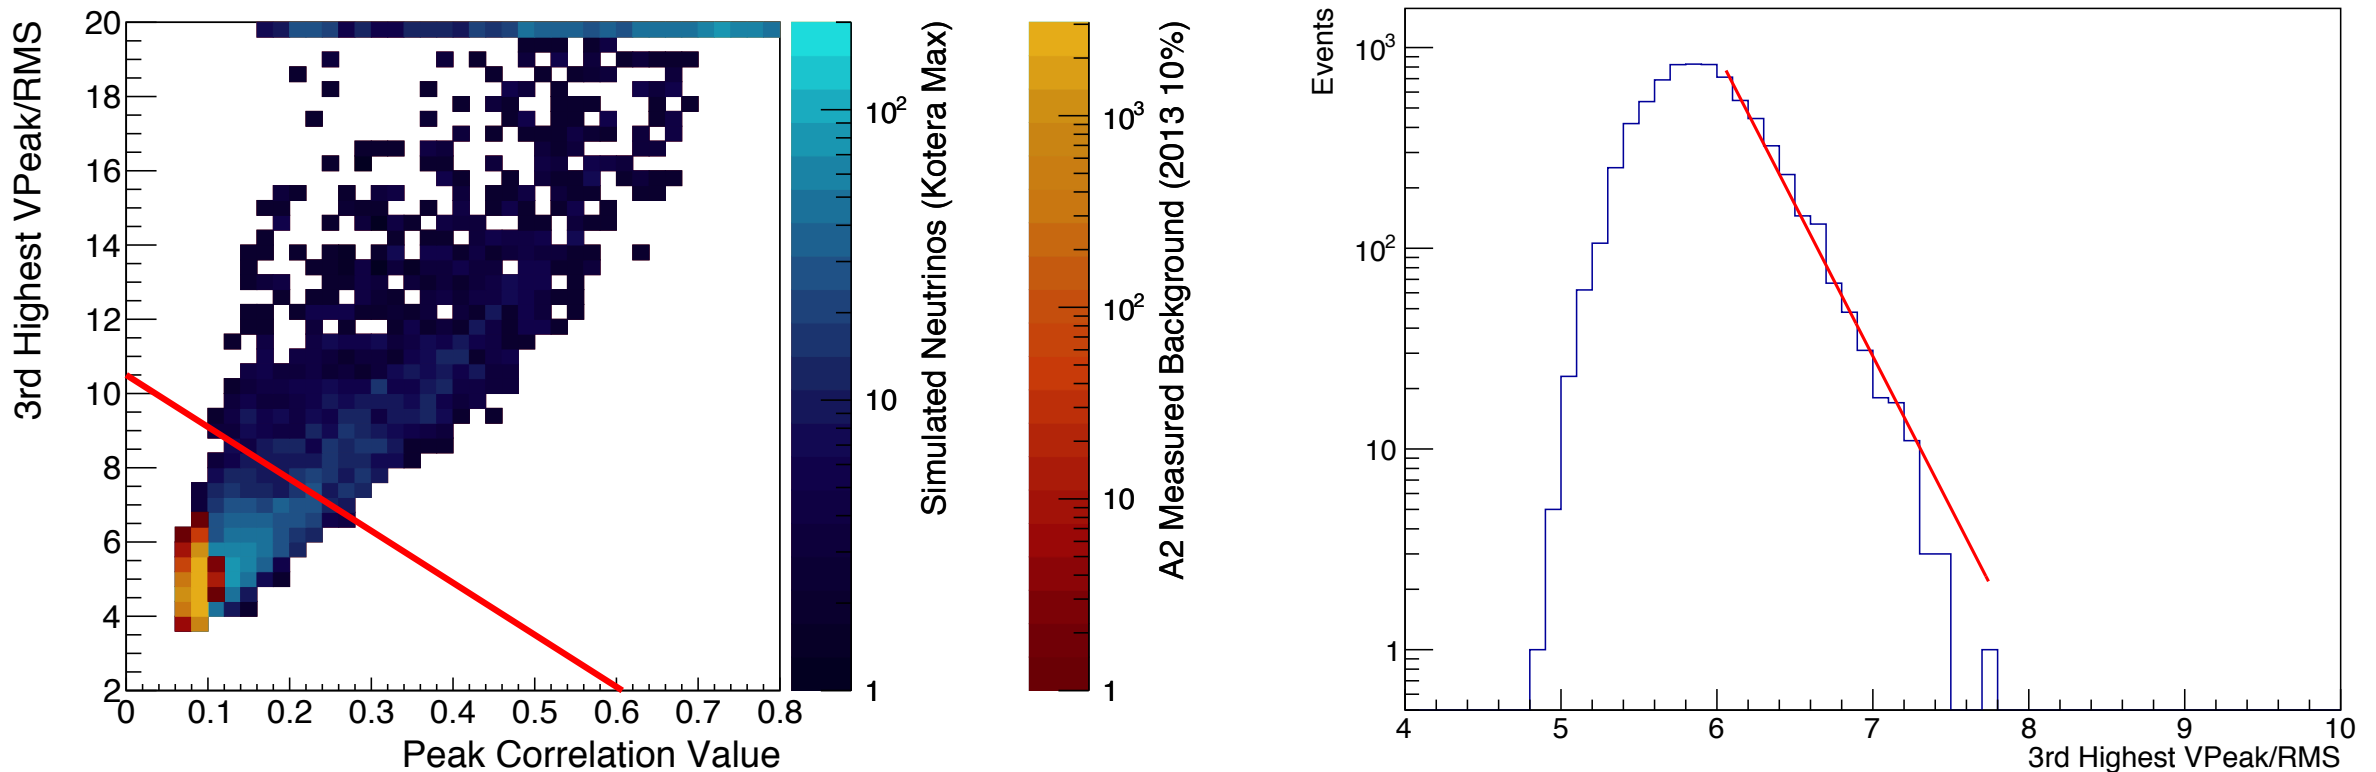 3rd Highest VPeak/RMS
20
18
16
14
12
10
8
6
4
2
0 0.1 0.2 0.3 0.4 0.5 0.6 0.7 0.8
Peak Correlation Value
10²
10
1
Simulated Neutrinos (Kotera Max)
10³
10²
10
1
A2 Measured Background (2013 10%)
Events
10³
10²
10
1
4 5 6 7 8 9 10
3rd Highest VPeak/RMS